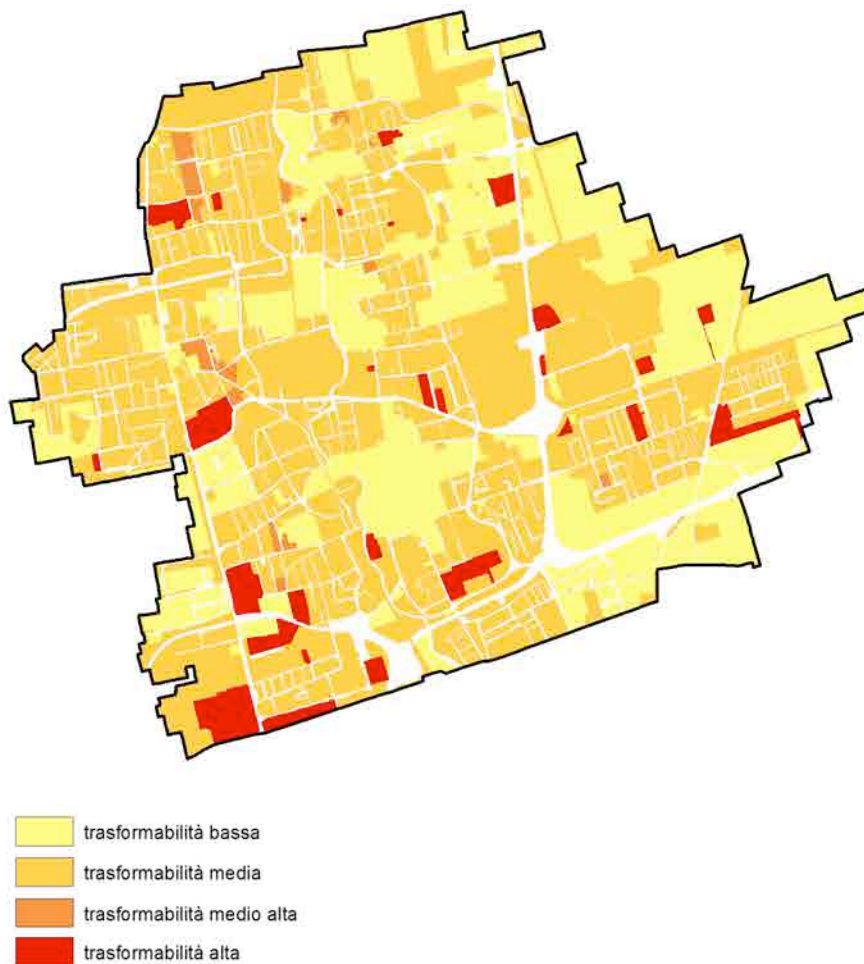 trasformabilità bassa
trasformabilità media
trasformabilità medio alta
trasformabilità alta